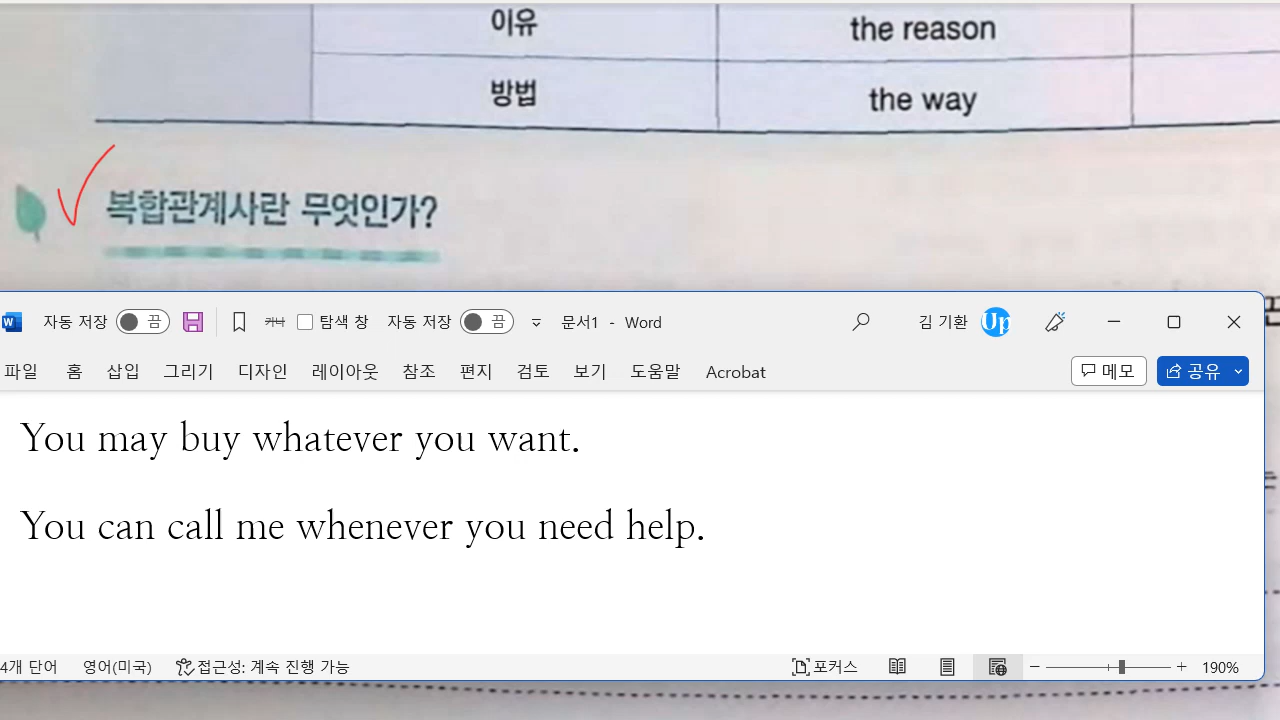 이유 the reason
방법 the way
복합관계사란 무엇인가?
자동 저장 끔 가나 탐색 창 자동 저장 끔 문서1 - Word 김 기환 Up
파일 홈 삽입 그리기 디자인 레이아웃 참조 편지 검토 보기 도움말 Acrobat 메모 공유
You may buy whatever you want.
You can call me whenever you need help.
4개 단어 영어(미국) 접근성: 계속 진행 가능 포커스 190%